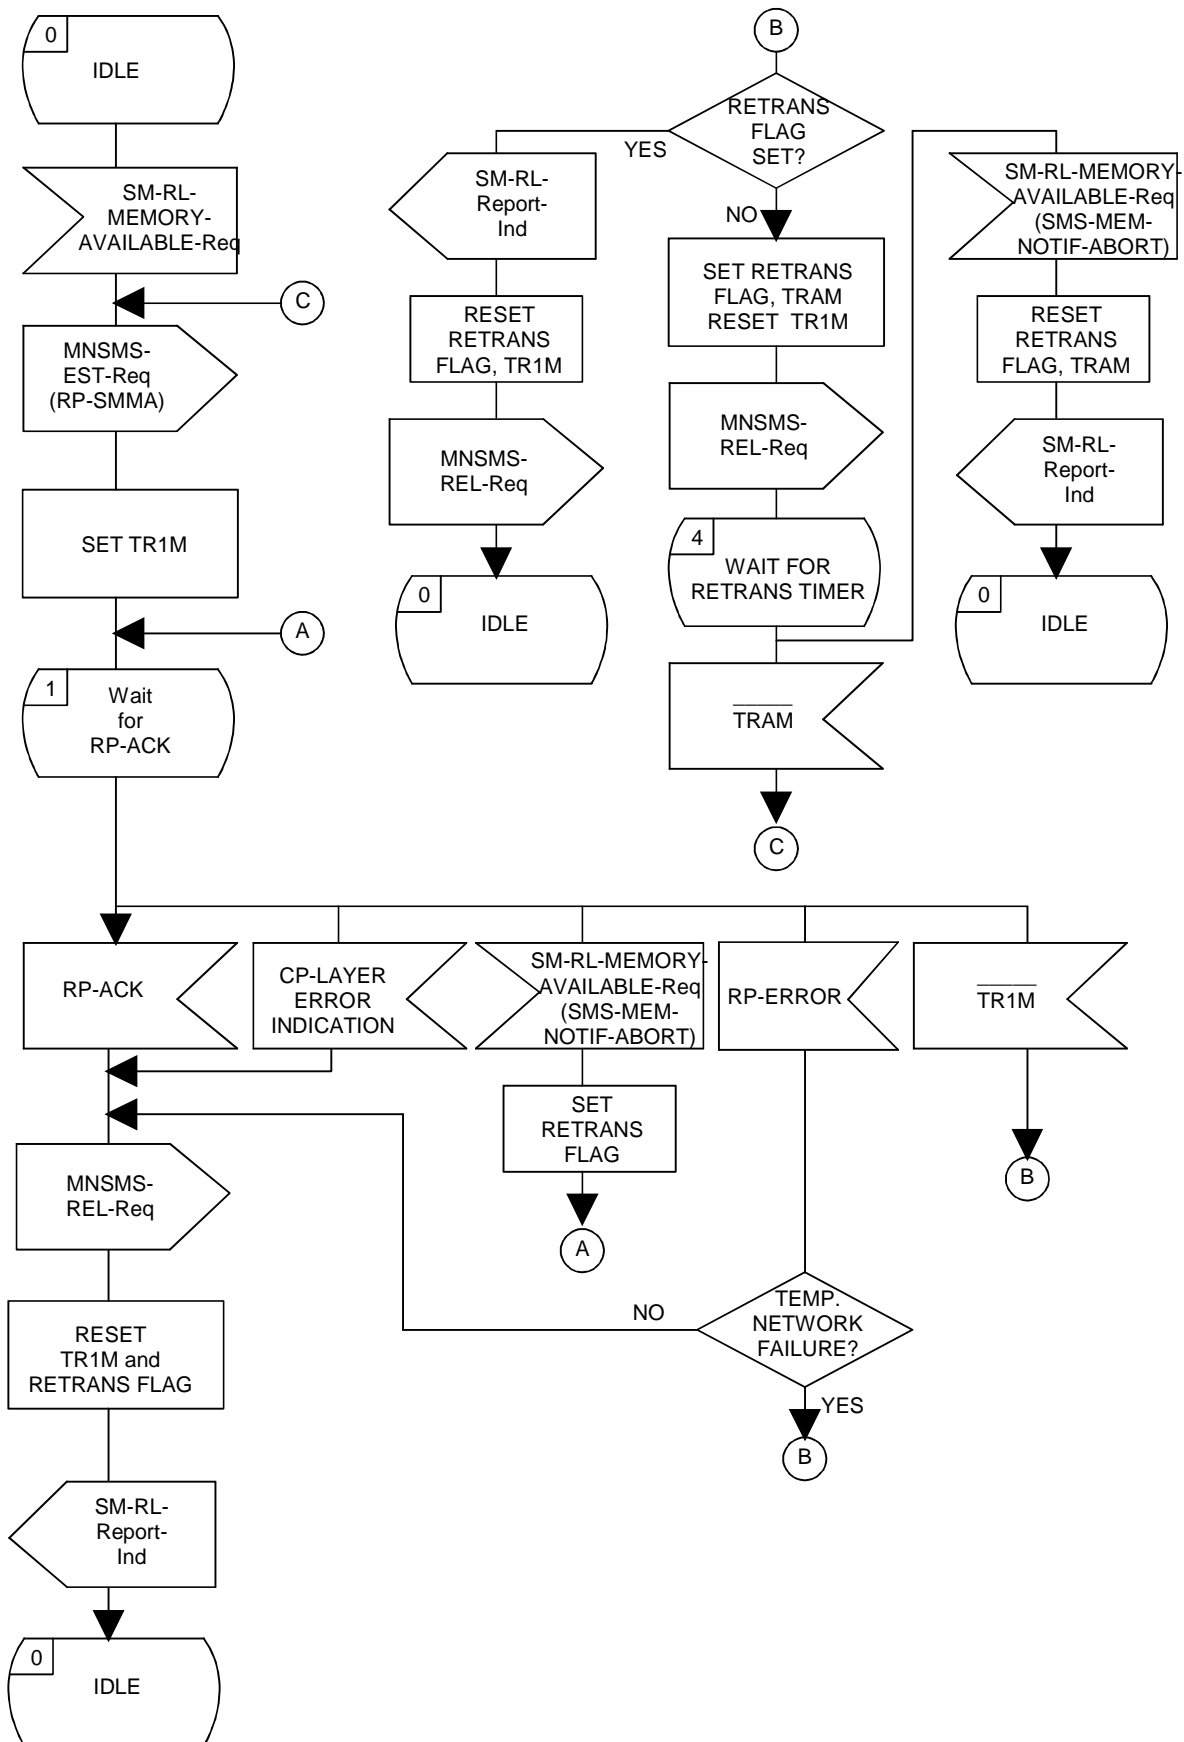 0
IDLE
SM-RL-
MEMORY-
AVAILABLE-Req
C
MNSMS-
EST-Req
(RP-SMMA)
SET TR1M
A
1
Wait
for
RP-ACK
B
RETRANS
FLAG
SET?
YES
NO
SM-RL-
Report-
Ind
RESET
RETRANS
FLAG, TR1M
MNSMS-
REL-Req
0
IDLE
SET RETRANS
FLAG, TRAM
RESET TR1M
MNSMS-
REL-Req
4
WAIT FOR
RETRANS TIMER
TRAM
C
SM-RL-MEMORY-
AVAILABLE-Req
(SMS-MEM-
NOTIF-ABORT)
RESET
RETRANS
FLAG, TRAM
SM-RL-
Report-
Ind
0
IDLE
RP-ACK
CP-LAYER
ERROR
INDICATION
SM-RL-MEMORY-
AVAILABLE-Req
(SMS-MEM-
NOTIF-ABORT)
RP-ERROR
TR1M
SET
RETRANS
FLAG
A
B
MNSMS-
REL-Req
NO
TEMP.
NETWORK
FAILURE?
YES
B
RESET
TR1M and
RETRANS FLAG
SM-RL-
Report-
Ind
0
IDLE